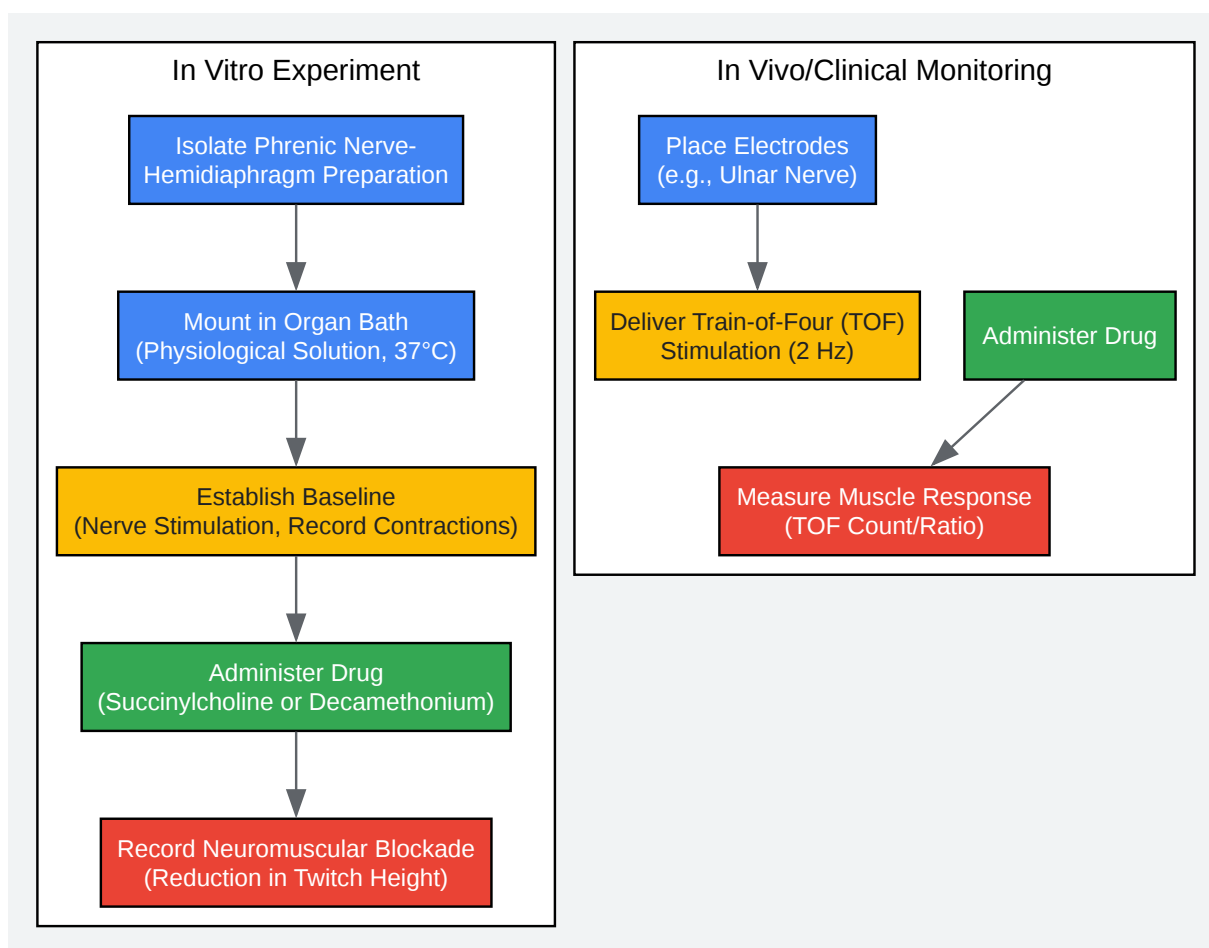 In Vitro Experiment
Isolate Phrenic Nerve-
Hemidiaphragm Preparation
Mount in Organ Bath
(Physiological Solution, 37°C)
Establish Baseline
(Nerve Stimulation, Record Contractions)
Administer Drug
(Succinylcholine or Decamethonium)
Record Neuromuscular Blockade
(Reduction in Twitch Height)
In Vivo/Clinical Monitoring
Place Electrodes
(e.g., Ulnar Nerve)
Deliver Train-of-Four (TOF)
Stimulation (2 Hz)
Administer Drug
Measure Muscle Response
(TOF Count/Ratio)